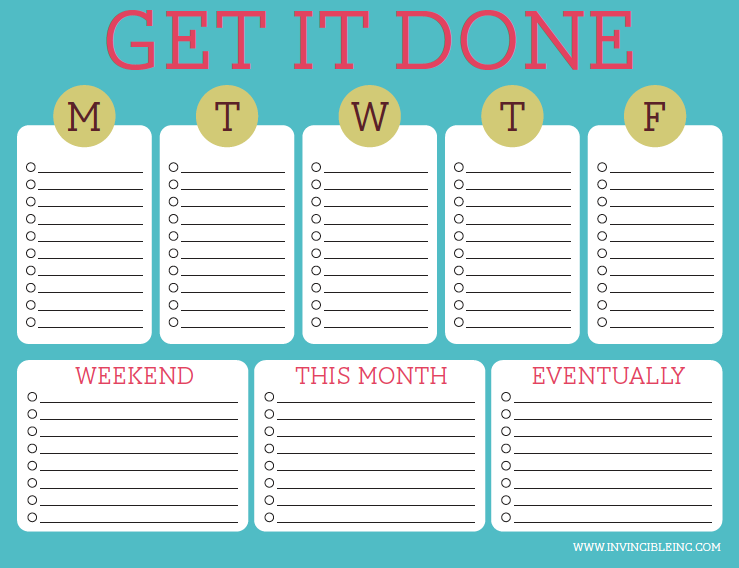 GET IT DONE
M T W T F
WEEKEND THIS MONTH EVENTUALLY
WWW.INVINCIBLEINC.COM